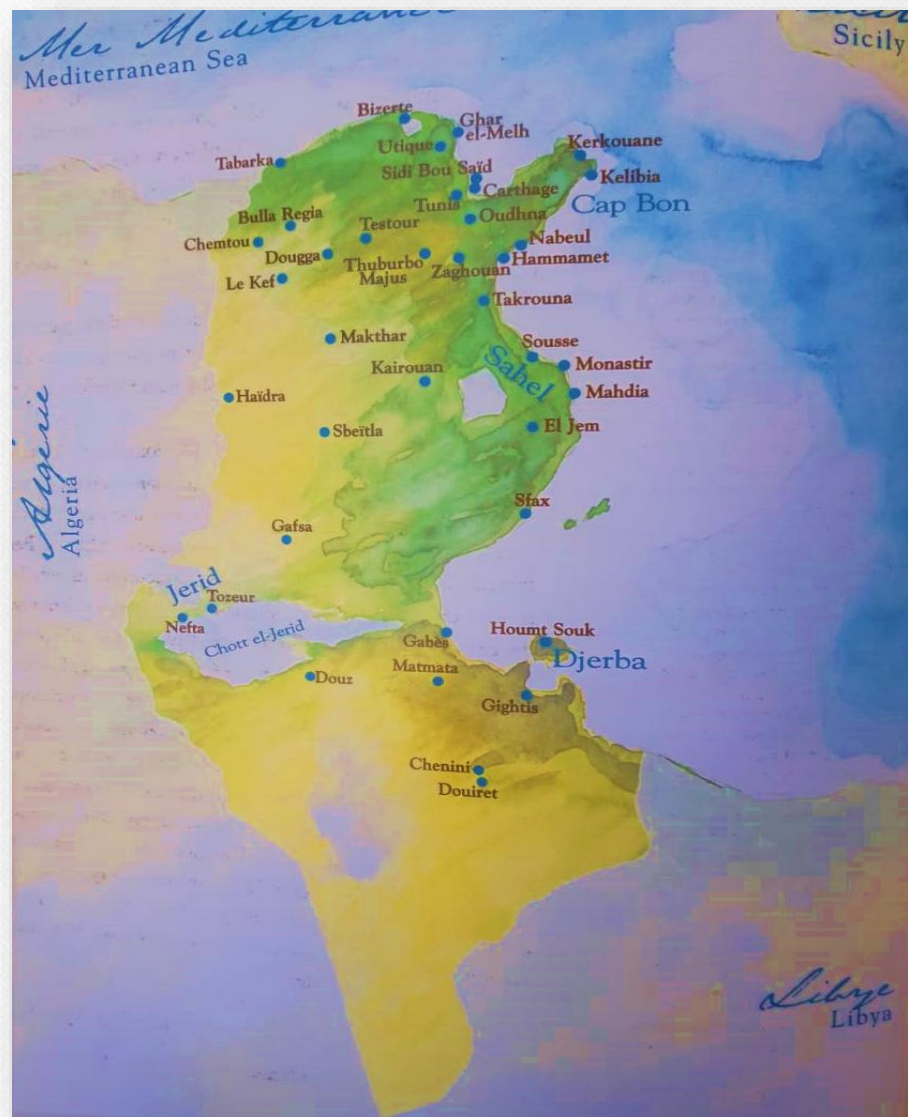 Mer Mediterranée
Mediterranean Sea
Sicily
Bizerte
Ghar
el-Melh
Utique
Kerkouane
Tabarka
Sidi Bou Saïd
Kelibia
Carthage
Cap Bon
Tunis
Bulla Regia
Oudhna
Testour
Chemtou
Nabeul
Dougga
Thuburbo
Majus
Hammamet
Zaghouan
Le Kef
Takrouna
Makthar
Sousse
Sahel
Monastir
Kairouan
Mahdia
Haïdra
El Jem
Sbeïtla
Algérie
Algeria
Sfax
Gafsa
Jerid
Tozeur
Nefta
Chott el-Jerid
Gabès
Houmt Souk
Djerba
Matmata
Douz
Gightis
Chenini
Douiret
Libye
Libya